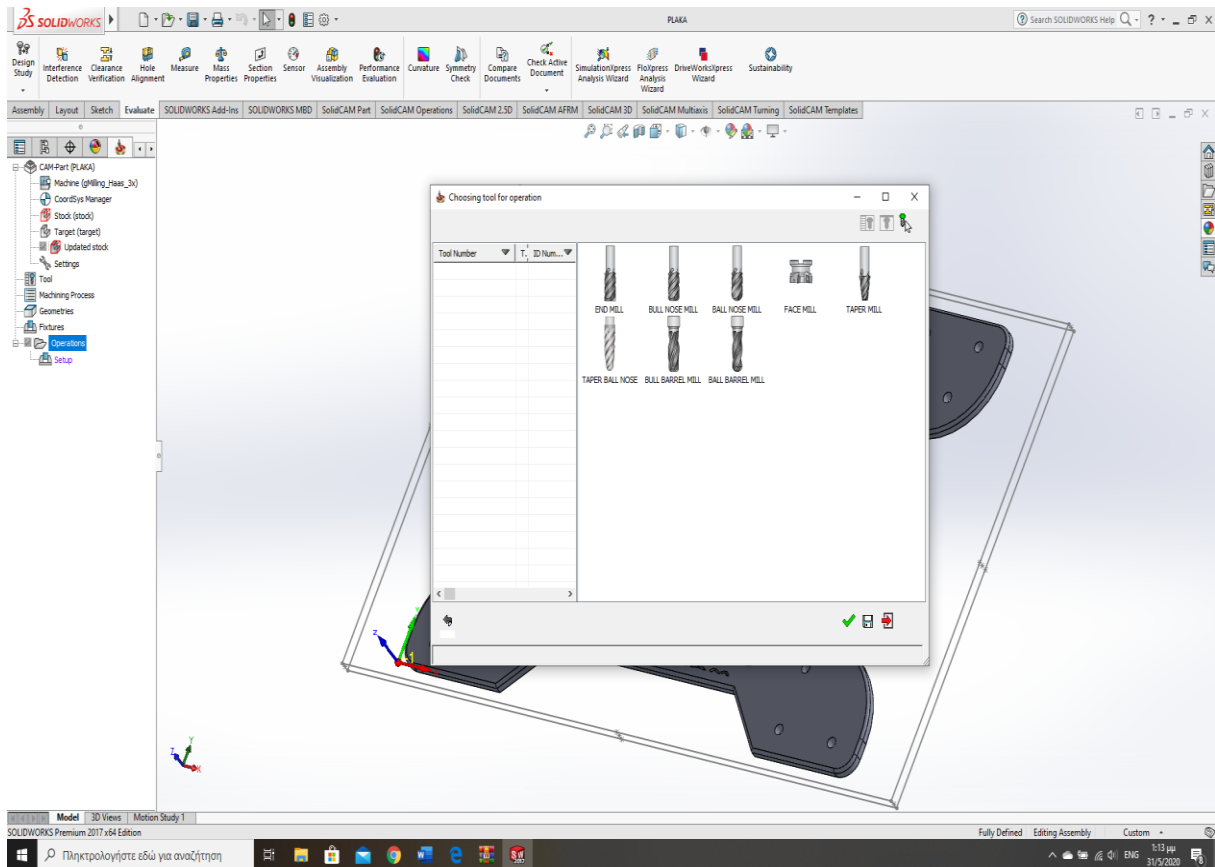 SOLIDWORKS
PLAKA
Search SOLIDWORKS Help
Design Study
Interference Detection
Clearance Verification
Hole Alignment
Measure
Mass Properties
Section Properties
Sensor
Assembly Visualization
Performance Evaluation
Curvature
Symmetry Check
Compare Documents
Check Active Document
SimulationXpress Analysis Wizard
FloXpress Analysis Wizard
DriveWorksXpress Wizard
Sustainability
Assembly Layout Sketch Evaluate SOLIDWORKS Add-Ins SOLIDWORKS MBD SolidCAM Part SolidCAM Operations SolidCAM 2.5D SolidCAM AFRM SolidCAM 3D SolidCAM Multiaxis SolidCAM Turning SolidCAM Templates
CAM-Part (PLAKA)
Machine (gMilling_Haas_3x)
CoordSys Manager
Stock (stock)
Target (target)
Updated stock
Settings
Tool
Machining Process
Geometries
Fixtures
Operations
Setup
Choosing tool for operation
Tool Number T. ID Num...
END MILL BULL NOSE MILL BALL NOSE MILL FACE MILL TAPER MILL
TAPER BALL NOSE BULL BARREL MILL BALL BARREL MILL
Z
1
Y
Z
X
Model 3D Views Motion Study 1
SOLIDWORKS Premium 2017 x64 Edition
Fully Defined Editing Assembly Custom
Πληκτρολογήστε εδώ για αναζήτηση
ENG
1:13 μμ
31/5/2020